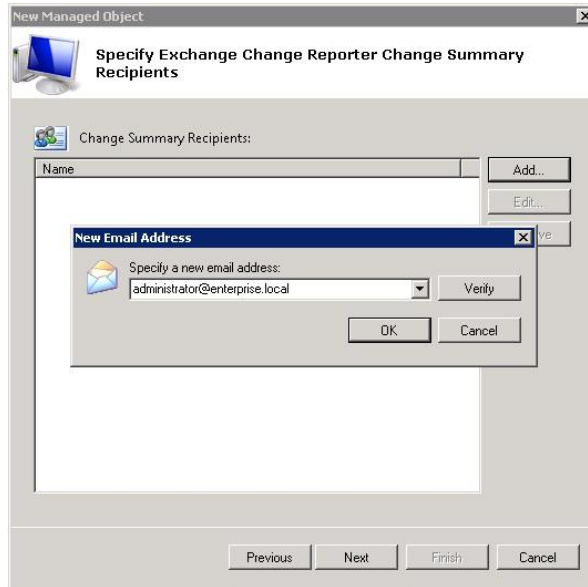 New Managed Object
Specify Exchange Change Reporter Change Summary
Recipients
Change Summary Recipients:
Name
Add...
Edit...
New Email Address
ve
Specify a new email address:
administrator@enterprise.local
Verify
OK
Cancel
Previous
Next
Finish
Cancel